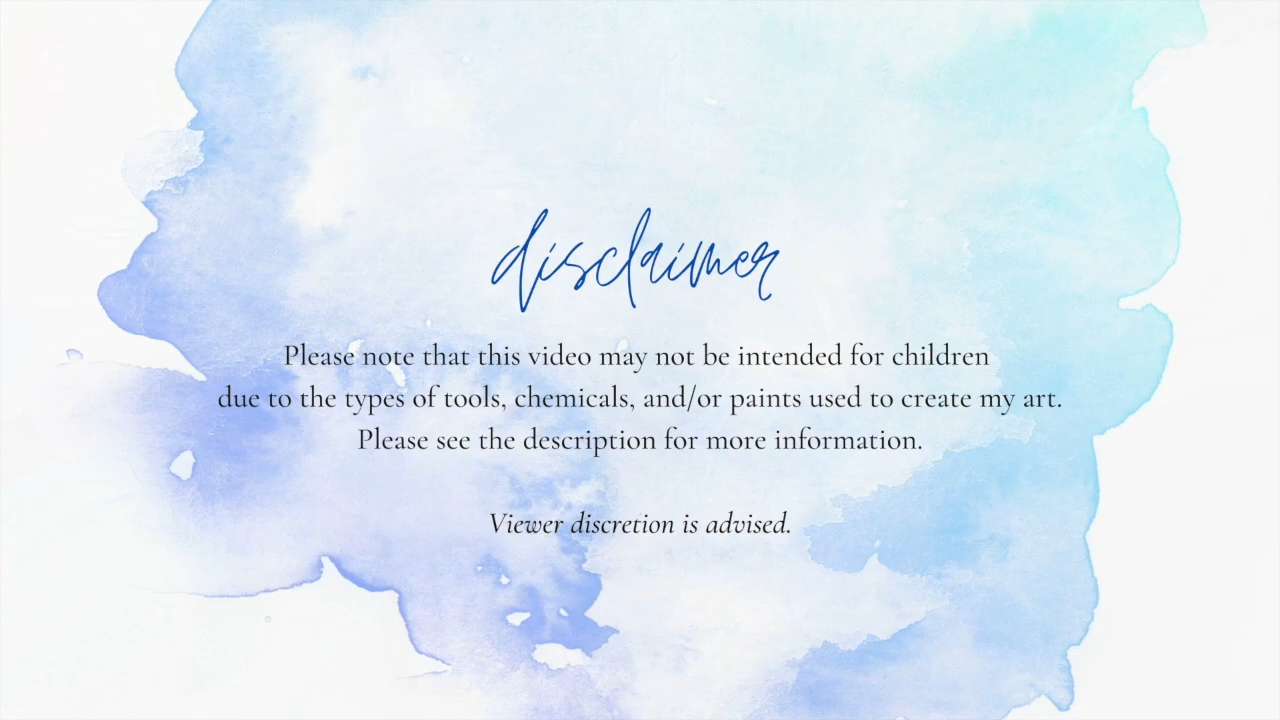 disclaimer
Please note that this video may not be intended for children
due to the types of tools, chemicals, and/or paints used to create my art.
Please see the description for more information.
Viewer discretion is advised.